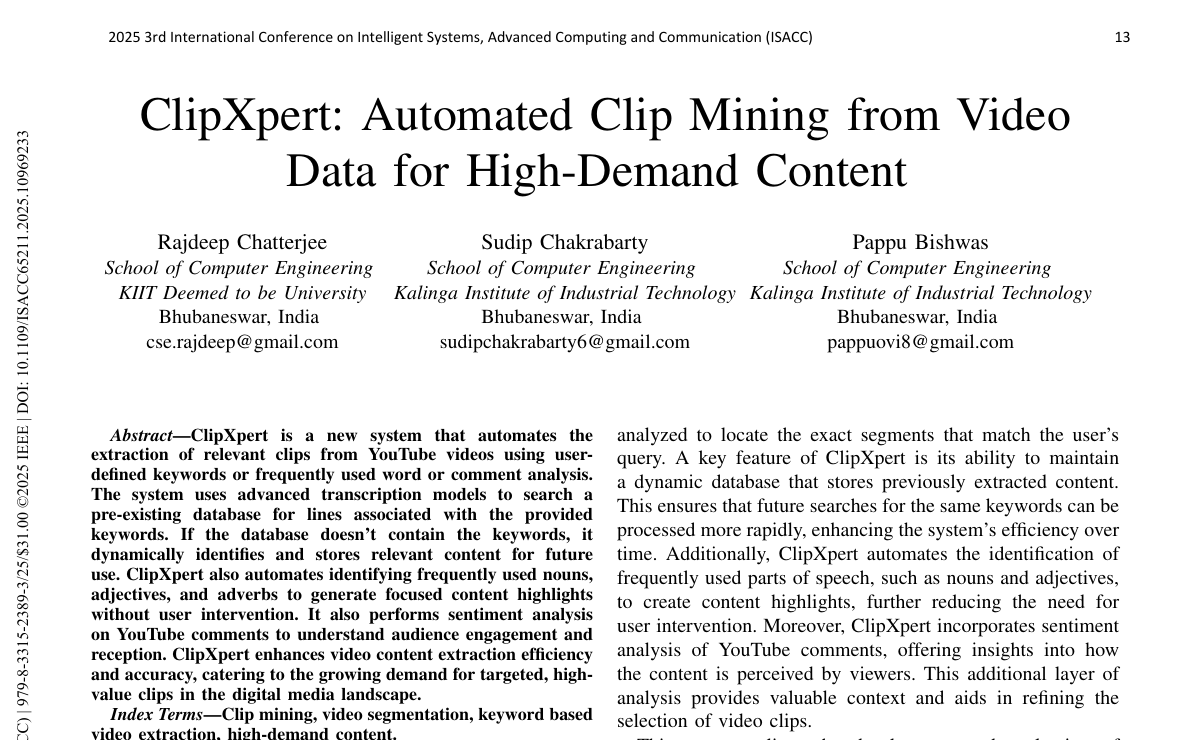 2025 3rd International Conference on Intelligent Systems, Advanced Computing and Communication (ISACC)
13
ClipXpert: Automated Clip Mining from Video
Data for High-Demand Content
Rajdeep Chatterjee
School of Computer Engineering
KIIT Deemed to be University
Bhubaneswar, India
cse.rajdeep@gmail.com
Sudip Chakrabarty
School of Computer Engineering
Kalinga Institute of Industrial Technology
Bhubaneswar, India
sudipchakrabarty6@gmail.com
Pappu Bishwas
School of Computer Engineering
Kalinga Institute of Industrial Technology
Bhubaneswar, India
pappuovi8@gmail.com
Abstract—ClipXpert is a new system that automates the
extraction of relevant clips from YouTube videos using user-
defined keywords or frequently used word or comment analysis.
The system uses advanced transcription models to search a
pre-existing database for lines associated with the provided
keywords. If the database doesn't contain the keywords, it
dynamically identifies and stores relevant content for future
use. ClipXpert also automates identifying frequently used nouns,
adjectives, and adverbs to generate focused content highlights
without user intervention. It also performs sentiment analysis
on YouTube comments to understand audience engagement and
reception. ClipXpert enhances video content extraction efficiency
and accuracy, catering to the growing demand for targeted, high-
value clips in the digital media landscape.
Index Terms—Clip mining, video segmentation, keyword based
video extraction, high-demand content.
analyzed to locate the exact segments that match the user's
query. A key feature of ClipXpert is its ability to maintain
a dynamic database that stores previously extracted content.
This ensures that future searches for the same keywords can be
processed more rapidly, enhancing the system's efficiency over
time. Additionally, ClipXpert automates the identification of
frequently used parts of speech, such as nouns and adjectives,
to create content highlights, further reducing the need for
user intervention. Moreover, ClipXpert incorporates sentiment
analysis of YouTube comments, offering insights into how
the content is perceived by viewers. This additional layer of
analysis provides valuable context and aids in refining the
selection of video clips.
CC) | 979-8-3315-2389-3/25/$31.00 ©2025 IEEE | DOI: 10.1109/ISACC65211.2025.10969233